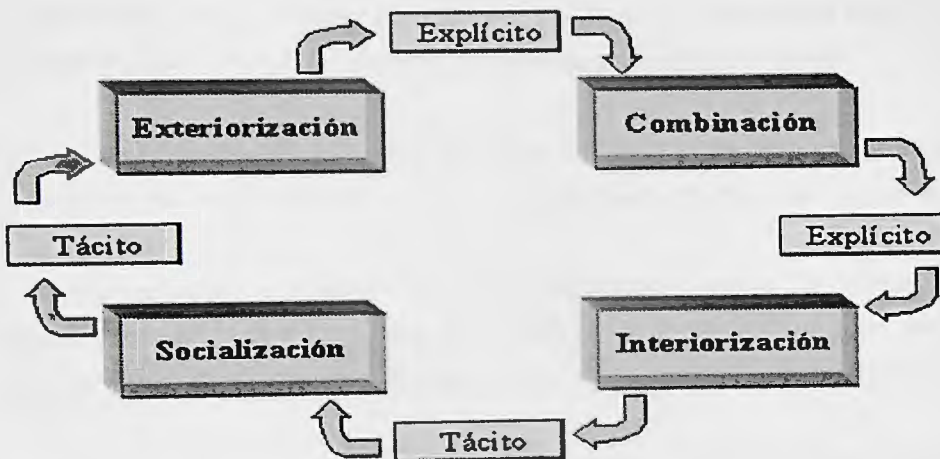 Explícito
Exteriorización
Combinación
Tácito
Explícito
Socialización
Interiorización
Tácito